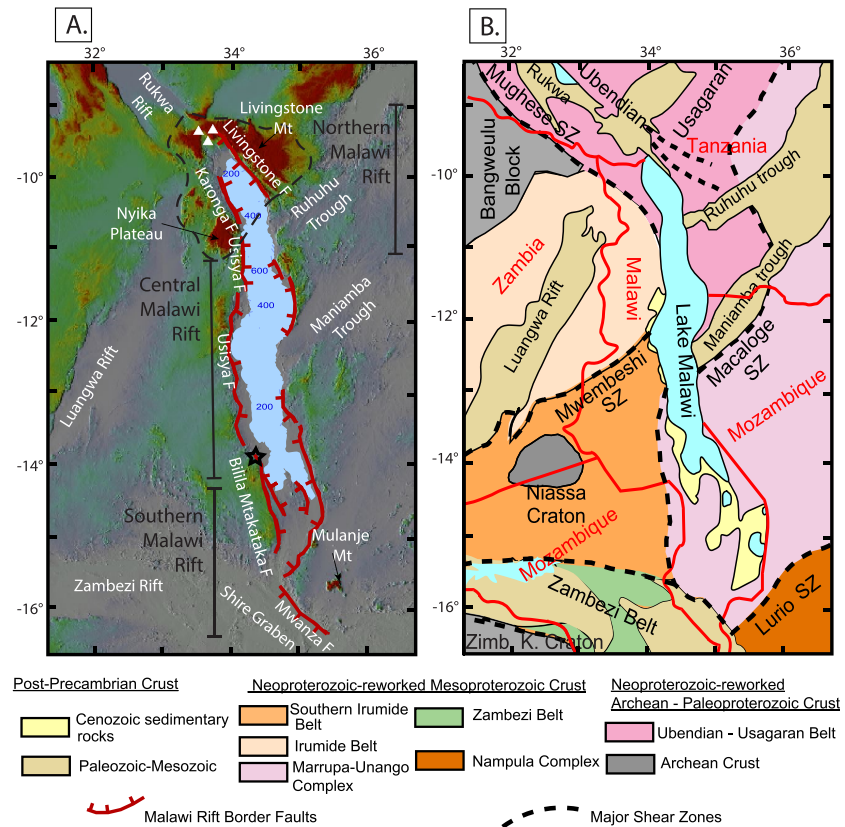 A.
B.
32°
34°
36°
32°
34°
36°
-10°
-12°
-14°
-16°
Rukwa
Rift
Livingstone
Mt
Livingstone F
Northern
Malawi
Rift
Karonga F
Ruhuhu
Trough
Nyika
Plateau
Usisya F
200
400
600
400
200
Central
Malawi
Rift
Maniamba
Trough
Usisya F
Luangwa Rift
Bilila Mtakataka F
Southern
Malawi
Rift
Mulanje
Mt
Zambezi Rift
Shire Graben
Mwanza F
-10°
-12°
-14°
-16°
Rukwa
Ubendian
Mughese SZ
Usagaran
Tanzania
Bangweulu
Block
Ruhuhu trough
Zambia
Malawi
Luangwa Rift
Lake Malawi
Maniamba trough
Macaloge
SZ
Mwembeshi
SZ
Mozambique
Niassa
Craton
Mozambique
Zambezi Belt
Lurio SZ
Zimb. K. Craton
Post-Precambrian Crust
Cenozoic sedimentary
rocks
Paleozoic-Mesozoic
Neoproterozoic-reworked Mesoproterozoic Crust
Southern Irumide
Belt
Irumide Belt
Marrupa-Unango
Complex
Zambezi Belt
Nampula Complex
Neoproterozoic-reworked
Archean - Paleoproterozoic Crust
Ubendian - Usagaran Belt
Archean Crust
Malawi Rift Border Faults
Major Shear Zones